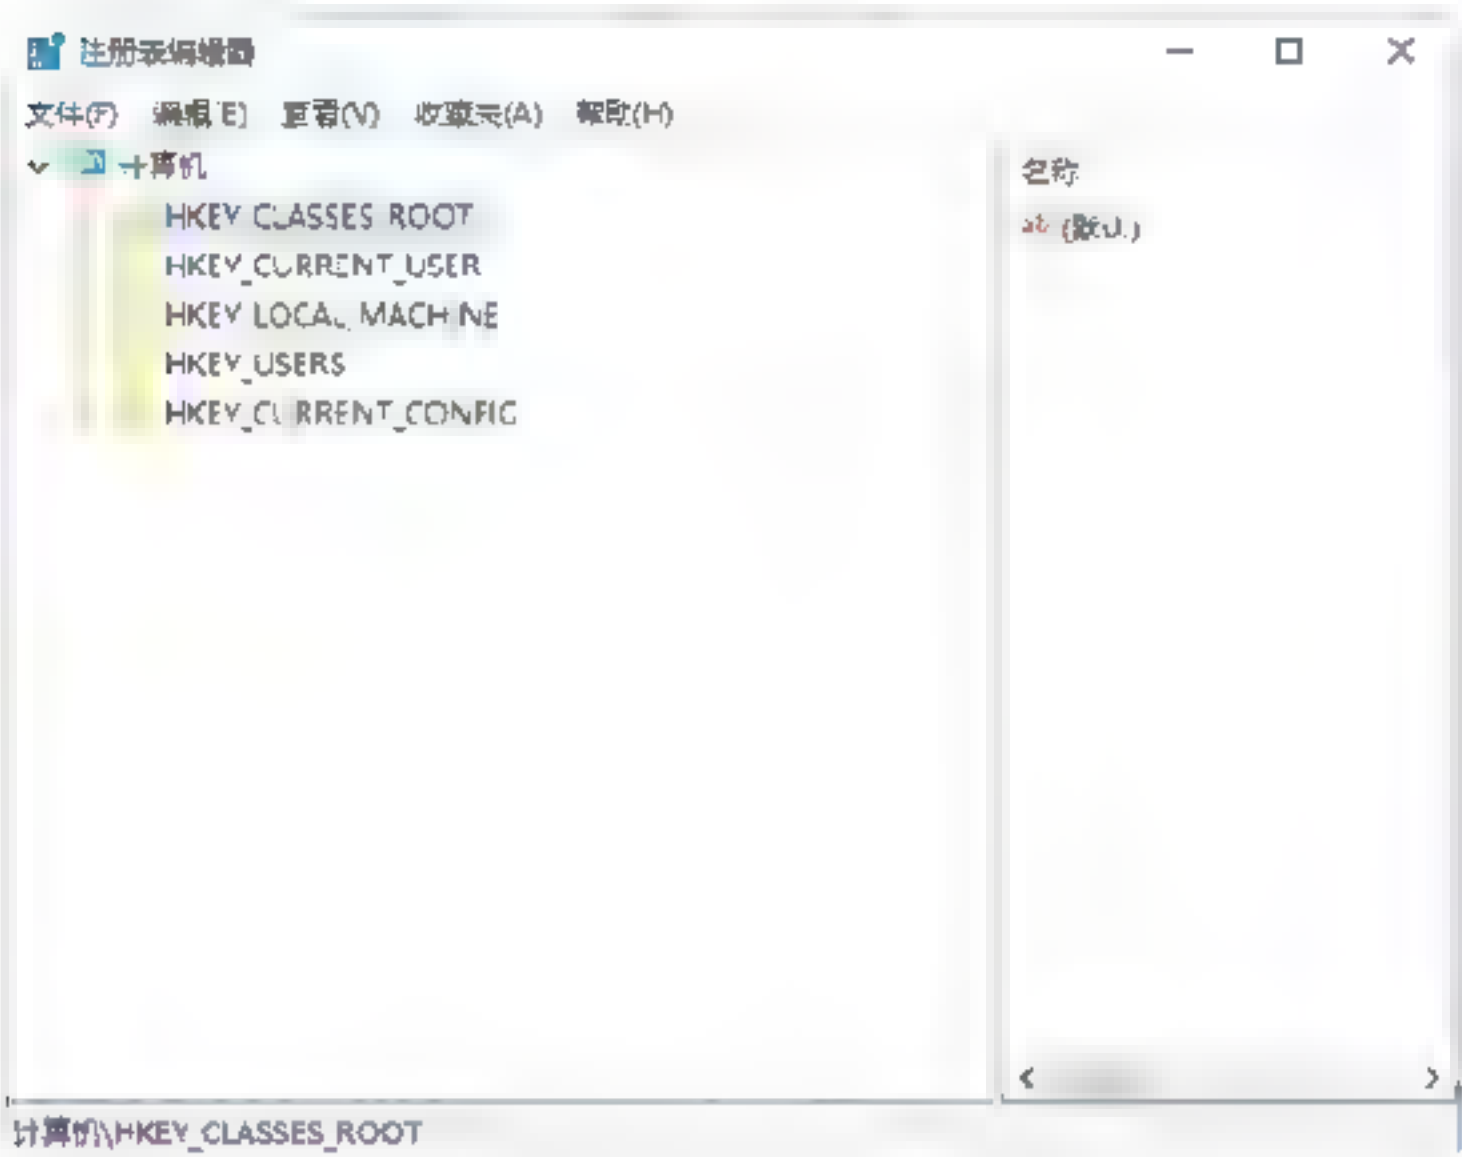 注册表编辑器
文件(F) 编辑(E) 查看(V) 收藏夹(A) 帮助(H)
计算机
HKEY_CLASSES_ROOT
HKEY_CURRENT_USER
HKEY_LOCAL_MACHINE
HKEY_USERS
HKEY_CURRENT_CONFIG
名称
ab (默认)
计算机\HKEY_CLASSES_ROOT